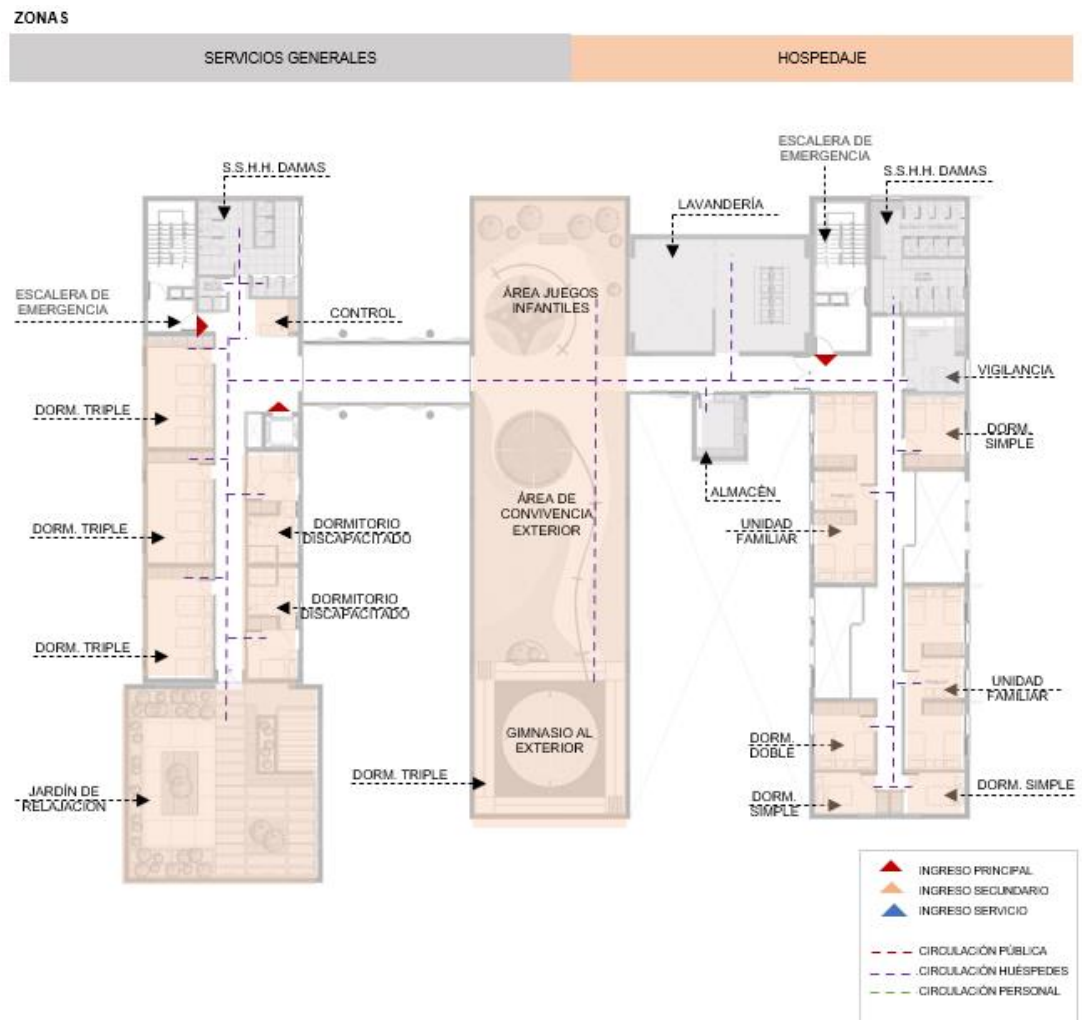 ZONAS
SERVICIOS GENERALES
HOSPEDAJE
ESCALERA DE
EMERGENCIA
S.S.H.H. DAMAS
S.S.H.H. DAMAS
LAVANDERÍA
ESCALERA DE
EMERGENCIA
CONTROL
ÁREA JUEGOS
INFANTILES
VIGILANCIA
DORM. TRIPLE
DORM.
SIMPLE
ALMACÉN
DORM. TRIPLE
DORMITORIO
DISCAPACITADO
ÁREA DE
CONVIVENCIA
EXTERIOR
UNIDAD
FAMILIAR
DORMITORIO
DISCAPACITADO
DORM. TRIPLE
UNIDAD
FAMILIAR
GIMNASIO AL
EXTERIOR
DORM.
DOBLE
DORM. TRIPLE
JARDÍN DE
RELAJACIÓN
DORM.
SIMPLE
DORM. SIMPLE
INGRESO PRINCIPAL
INGRESO SECUNDARIO
INGRESO SERVICIO
CIRCULACIÓN PÚBLICA
CIRCULACIÓN HUÉSPEDES
CIRCULACIÓN PERSONAL